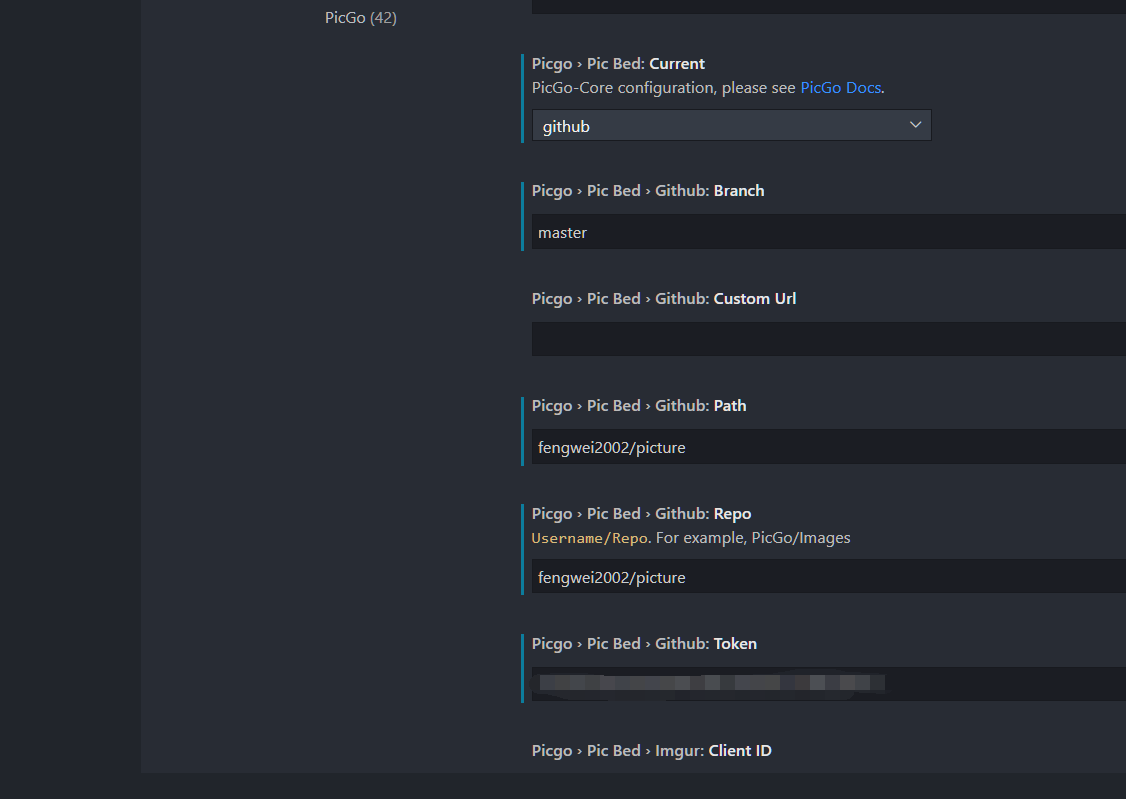 PicGo (42)
Picgo › Pic Bed: Current
PicGo-Core configuration, please see PicGo Docs.
github
Picgo › Pic Bed › Github: Branch
master
Picgo › Pic Bed › Github: Custom Url
Picgo › Pic Bed › Github: Path
fengwei2002/picture
Picgo › Pic Bed › Github: Repo
Username/Repo. For example, PicGo/Images
fengwei2002/picture
Picgo › Pic Bed › Github: Token
Picgo › Pic Bed › Imgur: Client ID